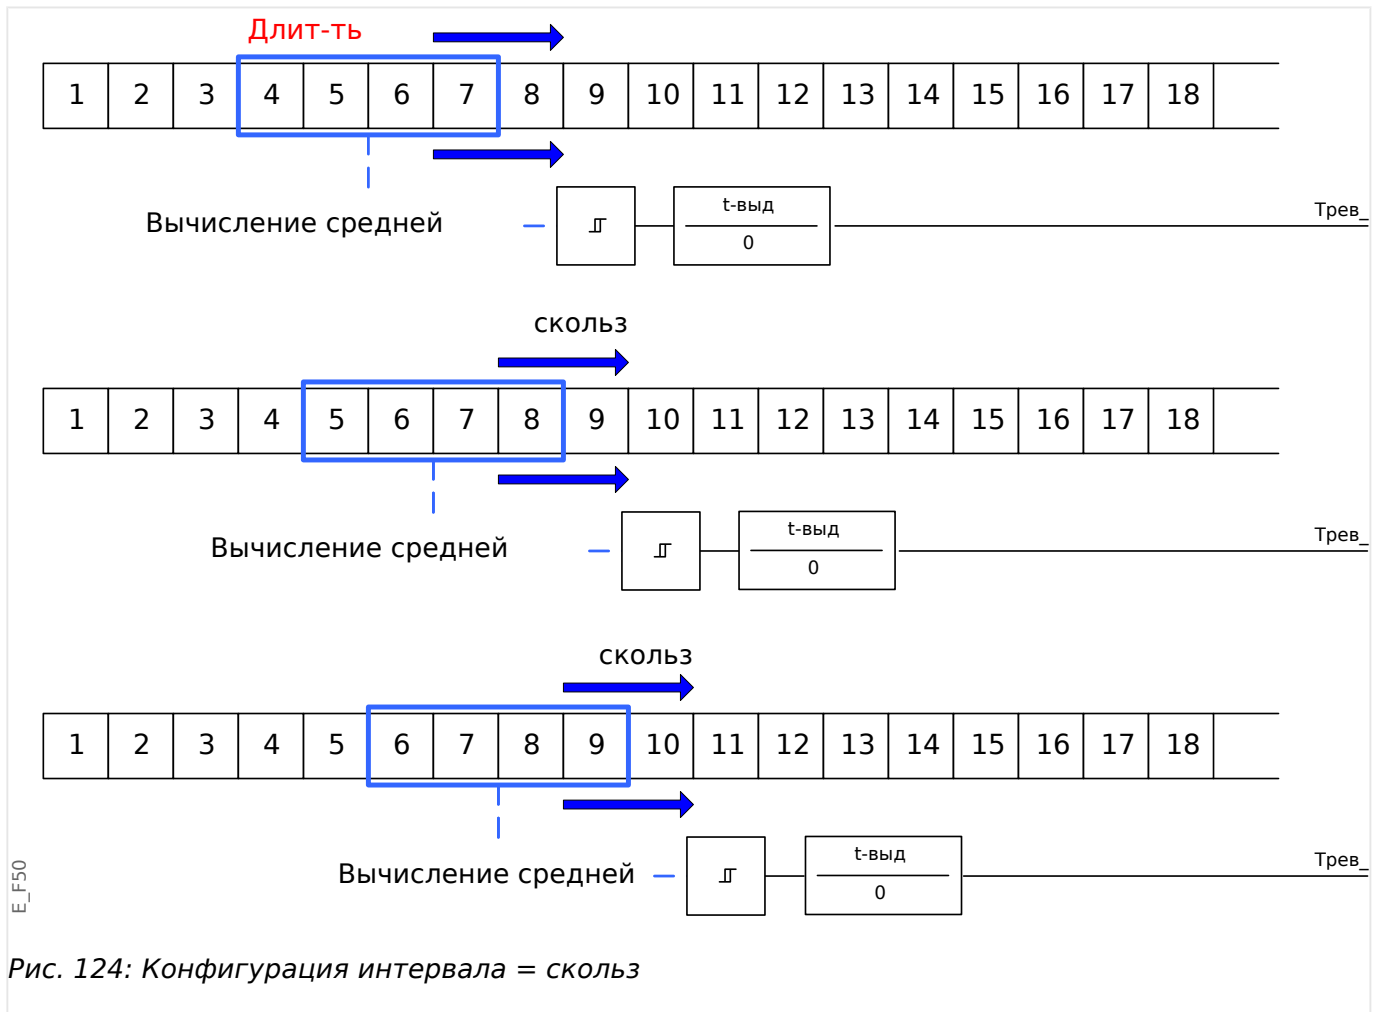 Длит-ть
1 2 3 4 5 6 7 8 9 10 11 12 13 14 15 16 17 18
t-выд
Трев_
Вычисление средней
0
скольз
1 2 3 4 5 6 7 8 9 10 11 12 13 14 15 16 17 18
t-выд
Трев_
Вычисление средней
0
скольз
1 2 3 4 5 6 7 8 9 10 11 12 13 14 15 16 17 18
t-выд
Трев_
Вычисление средней
0
E_F50
Рис. 124: Конфигурация интервала = скольз